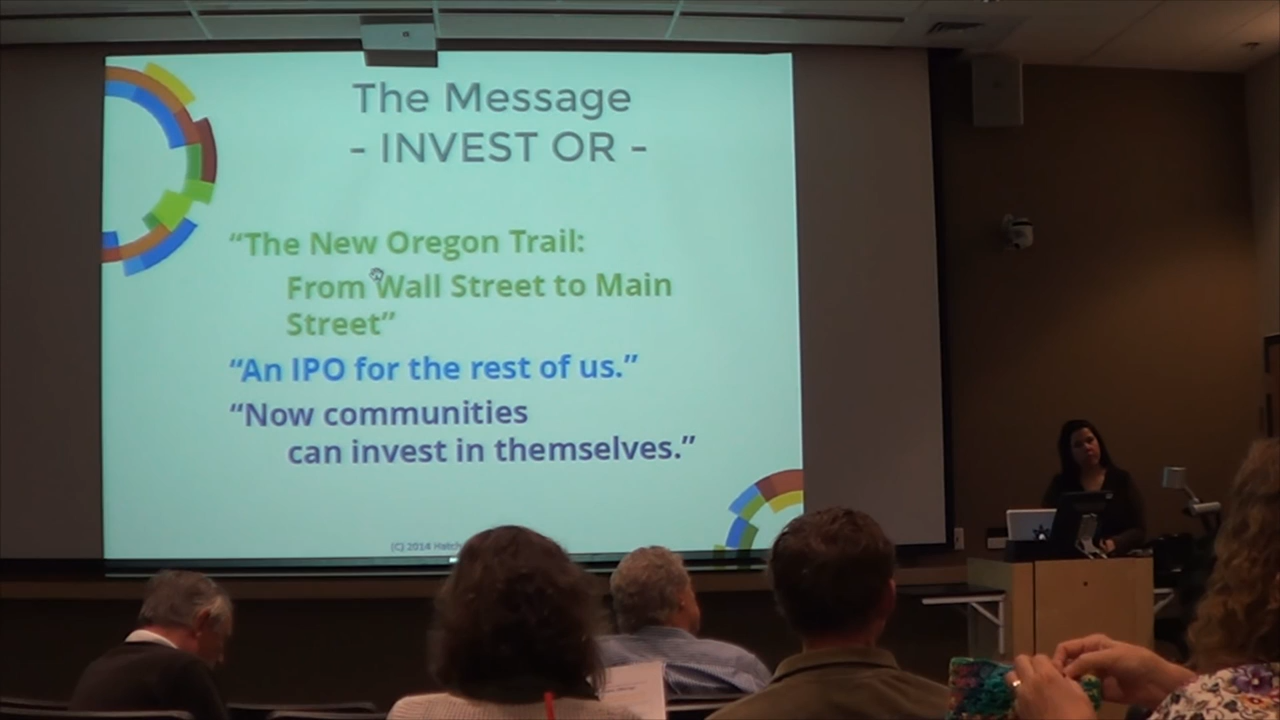 The Message
- INVEST OR -
“The New Oregon Trail:
From Wall Street to Main
Street”
“An IPO for the rest of us.”
“Now communities
can invest in themselves.”
(C) 2014 Hatch